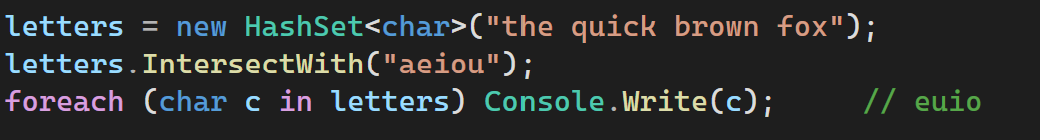 letters = new HashSet<char>("the quick brown fox");
letters.IntersectWith("aeiou");
foreach (char c in letters) Console.Write(c);     // euio